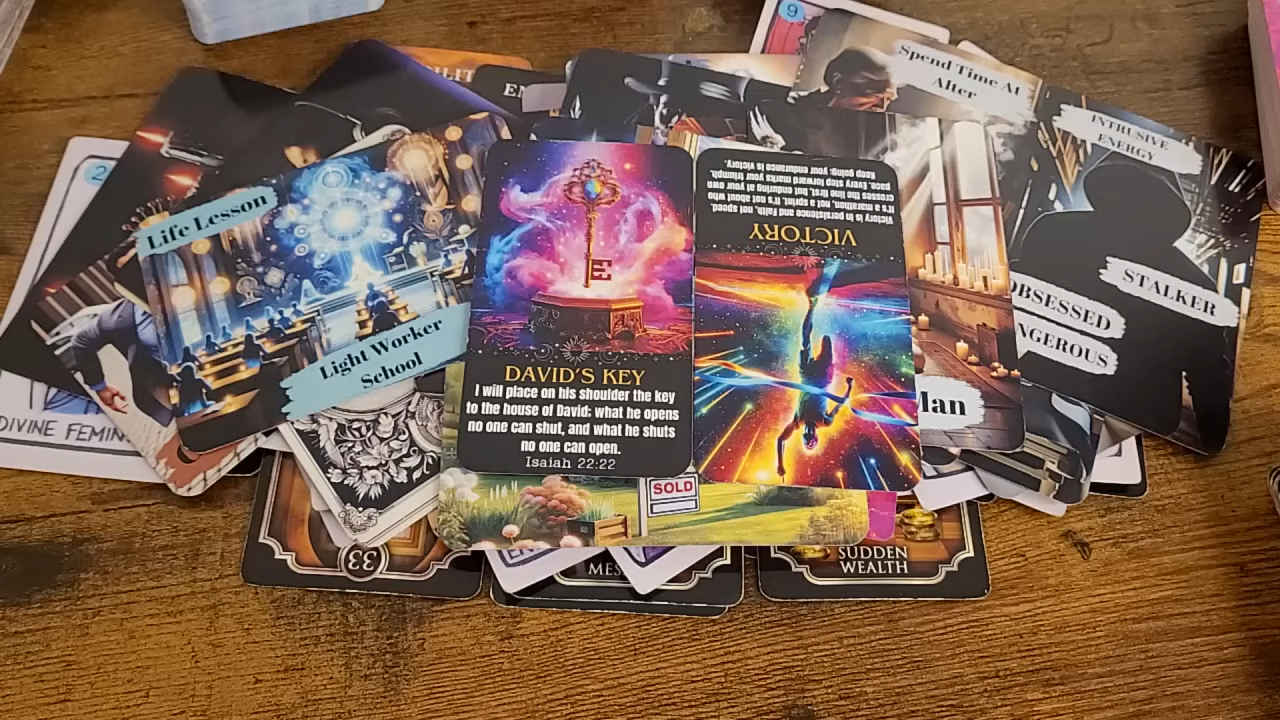 9
Spend Time At
Alter
INTRUSIVE
ENERGY
2
Life Lesson
Light Worker
School
DIVINE FEMIN
DAVID'S KEY
I will place on his shoulder the key
to the house of David: what he opens
no one can shut, and what he shuts
no one can open.
Isaiah 22:22
VICTORY
Victory is in persistence and faith, not speed.
It's a marathon, not a sprint. It's not about who
crosses the line first, but enduring at your own
pace. Every step forward marks your triumph.
Keep going, your endurance is victory.
STALKER
OBSESSED
NGEROUS
Man
SOLD
33
MES
SUDDEN
WEALTH